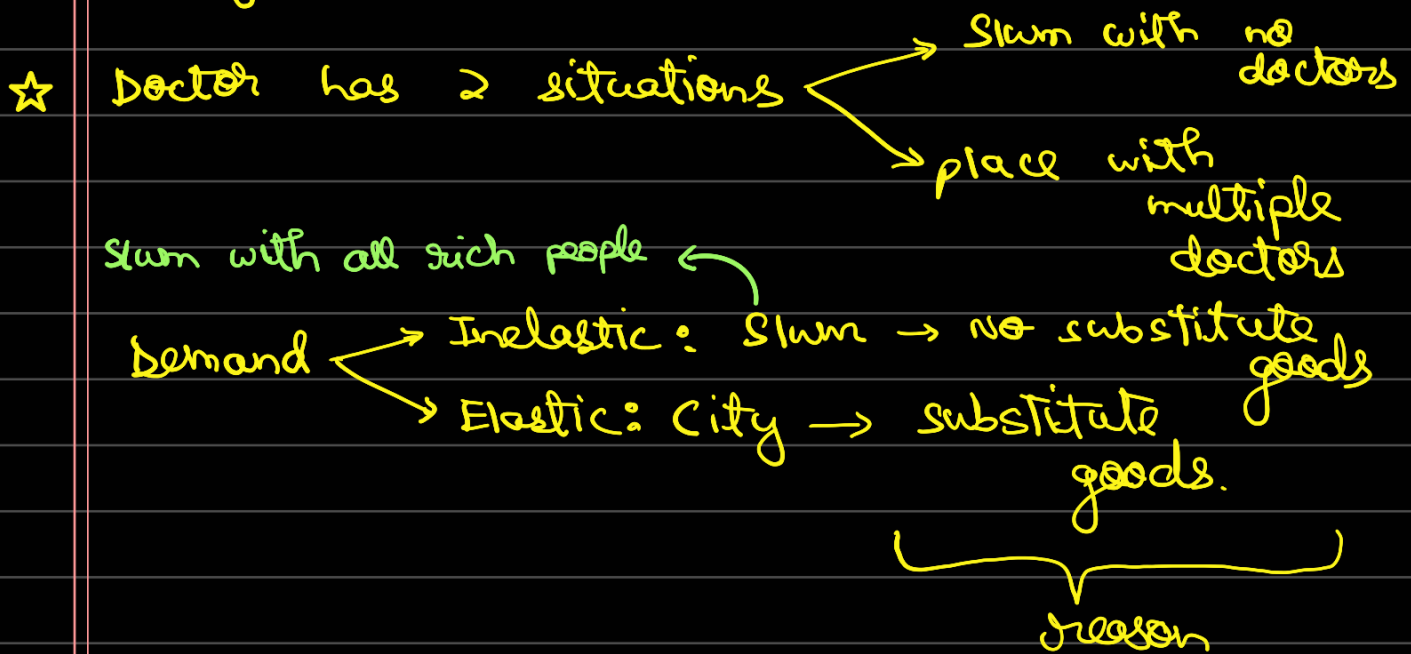 Slum with no
doctors
☆ Doctor has 2 situations
place with
multiple
doctors
Slum with all rich people
Demand
Inelastic: Slum → No substitute
goods
Elastic: City → substitute
goods.
reason